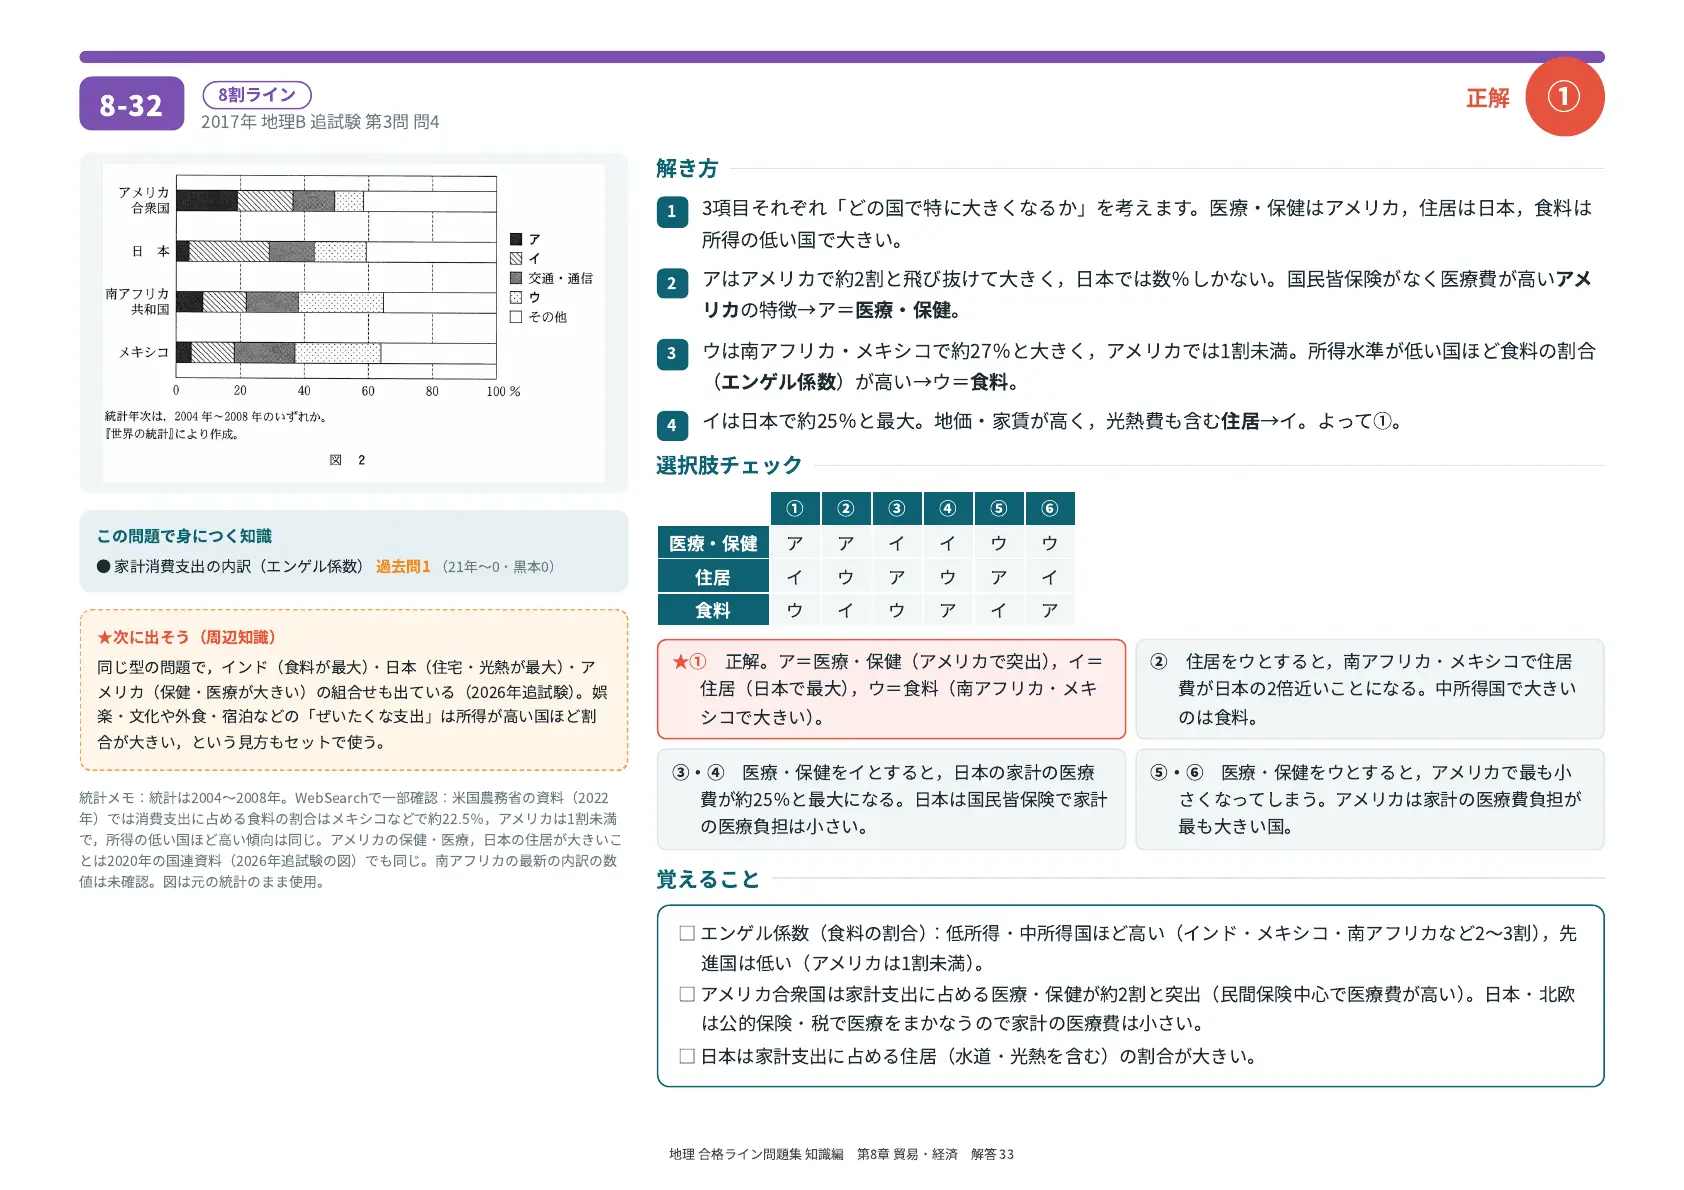 8-32
8割ライン
2017年 地理B 追試験 第3問 問4
正解 ①
アメリカ
合衆国
日 本
南アフリカ
共和国
メキシコ
0 20 40 60 80 100 %
ア
イ
交通・通信
ウ
その他
統計年次は，2004 年～2008 年のいずれか。
『世界の統計』により作成。
図 2
この問題で身につく知識
●家計消費支出の内訳（エンゲル係数） 過去問1 （21年～0・黒本0）
★次に出そう（周辺知識）
同じ型の問題で，インド（食料が最大）・日本（住宅・光熱が最大）・ア
メリカ（保健・医療が大きい）の組合せも出ている（2026年追試験）。娯
楽・文化や外食・宿泊などの「ぜいたくな支出」は所得が高い国ほど割
合が大きい，という見方もセットで使う。
統計メモ：統計は2004～2008年。WebSearchで一部確認：米国農務省の資料（2022
年）では消費支出に占める食料の割合はメキシコなどで約22.5%，アメリカは1割未満
で，所得の低い国ほど高い傾向は同じ。アメリカの保健・医療，日本の住居が大きいこ
とは2020年の国連資料（2026年追試験の図）でも同じ。南アフリカの最新の内訳の数
値は未確認。図は元の統計のまま使用。
解き方
1 3項目それぞれ「どの国で特に大きくなるか」を考えます。医療・保健はアメリカ，住居は日本，食料は
所得の低い国で大きい。
2 アはアメリカで約2割と飛び抜けて大きく，日本では数%しかない。国民皆保険がなく医療費が高いアメ
リカの特徴→ア＝医療・保健。
3 ウは南アフリカ・メキシコで約27%と大きく，アメリカでは1割未満。所得水準が低い国ほど食料の割合
（エンゲル係数）が高い→ウ＝食料。
4 イは日本で約25%と最大。地価・家賃が高く，光熱費も含む住居→イ。よって①。
選択肢チェック
① ② ③ ④ ⑤ ⑥
医療・保健 ア ア イ イ ウ ウ
住居 イ ウ ア ウ ア イ
食料 ウ イ ウ ア イ ア
★① 正解。ア＝医療・保健（アメリカで突出），イ＝
住居（日本で最大），ウ＝食料（南アフリカ・メキ
シコで大きい）。
② 住居をウとすると，南アフリカ・メキシコで住居
費が日本の2倍近いことになる。中所得国で大きい
のは食料。
③・④ 医療・保健をイとすると，日本の家計の医療
費が約25%と最大になる。日本は国民皆保険で家計
の医療負担は小さい。
⑤・⑥ 医療・保健をウとすると，アメリカで最も小
さくなってしまう。アメリカは家計の医療費負担が
最も大きい国。
覚えること
□ エンゲル係数（食料の割合）：低所得・中所得国ほど高い（インド・メキシコ・南アフリカなど2～3割），先
進国は低い（アメリカは1割未満）。
□ アメリカ合衆国は家計支出に占める医療・保健が約2割と突出（民間保険中心で医療費が高い）。日本・北欧
は公的保険・税で医療をまかなうので家計の医療費は小さい。
□ 日本は家計支出に占める住居（水道・光熱を含む）の割合が大きい。
地理 合格ライン問題集 知識編 第8章 貿易・経済 解答 33